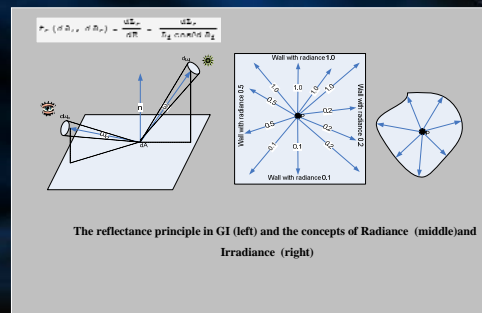 Wall with radiance 1.0
Wall with radiance 0.5
Wall with radiance 0.2
Wall with radiance 0.1
1.0
1.0
1.0
1.0
0.5
0.5
0.2
0.2
0.2
0.1
0.1
n
dA
The reflectance principle in GI (left) and the concepts of Radiance (middle)and
Irradiance (right)